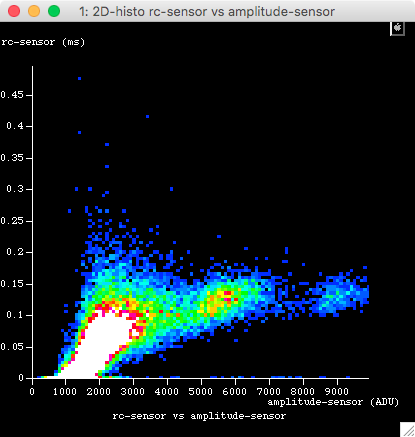 1: 2D-histo rc-sensor vs amplitude-sensor
rc-sensor (ms)
0.45
0.4
0.35
0.3
0.25
0.2
0.15
0.1
0.05
0
0 1000 2000 3000 4000 5000 6000 7000 8000 9000
amplitude-sensor (ADU)
rc-sensor vs amplitude-sensor